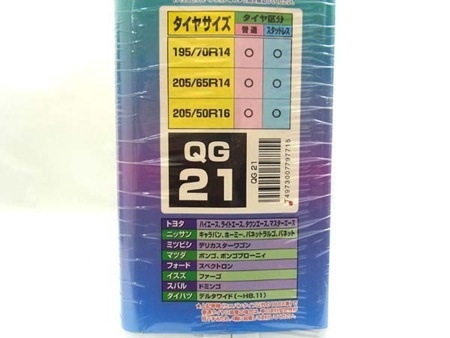 タイヤサイズ タイヤ区分
普通 スタッドレス
195/70R14 ○ ○
205/65R14 ○ ○
205/50R16 ○ ○
QG
21
QG 21
4973007797715
トヨタ ハイエース、ライトエース、タウンエース、マスターエース
ニッサン キャラバン、ホーミー、バネットラルゴ、バネット
ミツビシ デリカスターワゴン
マツダ ボンゴ、ボンゴブローニィ
フォード スペクトロン
イスズ ファーゴ
スバル ドミンゴ
ダイハツ デルタワイド(～H8.11)